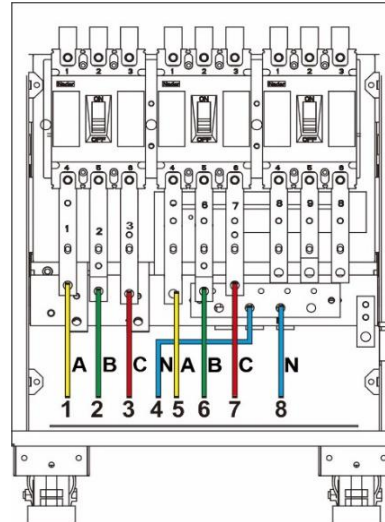 1 2 3 1 2 3 1 2 3
ON ON ON
OFF OFF OFF
4 5 6 4 5 6 4 5 6
1 2 3 6 7 8 9 8
A B C N A B C N
1 2 3 4 5 6 7 8